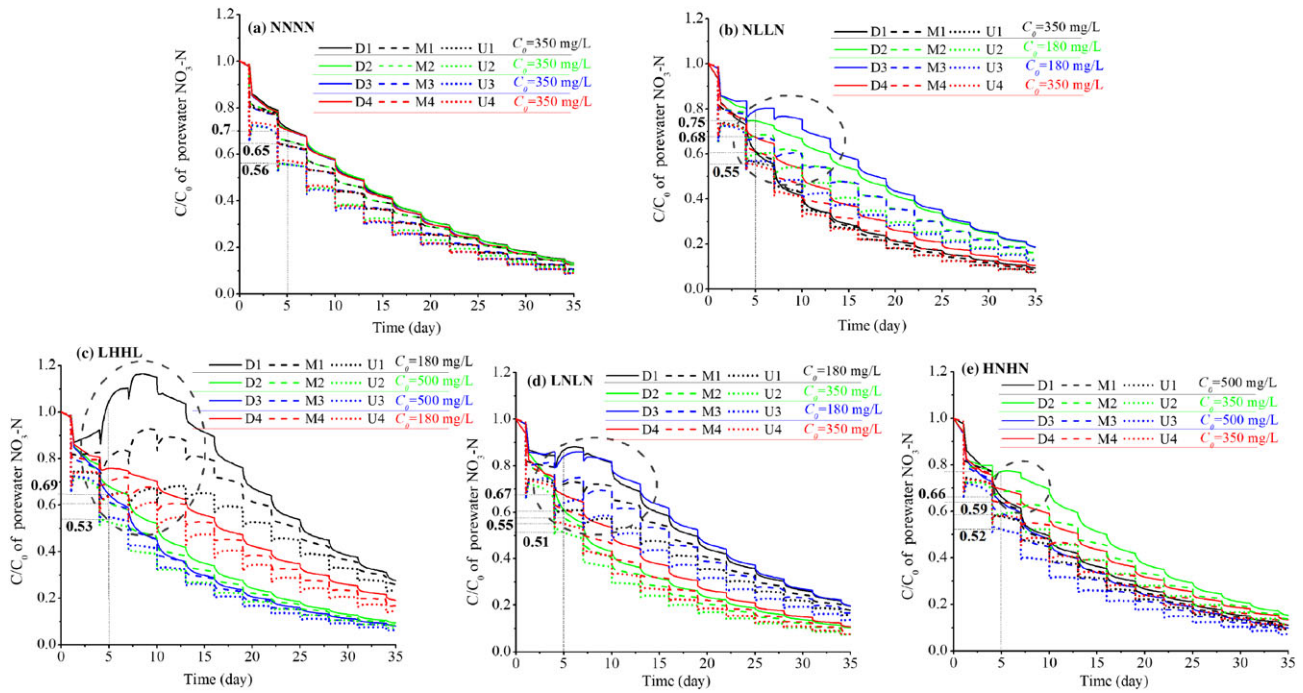 (a) NNNN
D1 M1 U1 C₀=350 mg/L
D2 M2 U2 C₀=350 mg/L
D3 M3 U3 C₀=350 mg/L
D4 M4 U4 C₀=350 mg/L
1.2
1.0
0.8
0.7
0.65
0.6
0.56
0.4
0.2
0.0
C/C₀ of porewater NO₃-N
0 5 10 15 20 25 30 35
Time (day)
(b) NLLN
D1 M1 U1 C₀=350 mg/L
D2 M2 U2 C₀=180 mg/L
D3 M3 U3 C₀=180 mg/L
D4 M4 U4 C₀=350 mg/L
1.2
1.0
0.8
0.75
0.68
0.6
0.55
0.4
0.2
0.0
C/C₀ of porewater NO₃-N
0 5 10 15 20 25 30 35
Time (day)
(c) LHHL
D1 M1 U1 C₀=180 mg/L
D2 M2 U2 C₀=500 mg/L
D3 M3 U3 C₀=500 mg/L
D4 M4 U4 C₀=180 mg/L
1.2
1.0
0.8
0.69
0.6
0.53
0.4
0.2
0.0
C/C₀ of porewater NO₃-N
0 5 10 15 20 25 30 35
Time (day)
(d) LNLN
D1 M1 U1 C₀=180 mg/L
D2 M2 U2 C₀=350 mg/L
D3 M3 U3 C₀=180 mg/L
D4 M4 U4 C₀=350 mg/L
1.2
1.0
0.8
0.67
0.6
0.55
0.51
0.4
0.2
0.0
C/C₀ of porewater NO₃-N
0 5 10 15 20 25 30 35
Time (day)
(e) HNHN
D1 M1 U1 C₀=500 mg/L
D2 M2 U2 C₀=350 mg/L
D3 M3 U3 C₀=500 mg/L
D4 M4 U4 C₀=350 mg/L
1.2
1.0
0.8
0.66
0.6
0.59
0.52
0.4
0.2
0.0
C/C₀ of porewater NO₃-N
0 5 10 15 20 25 30 35
Time (day)